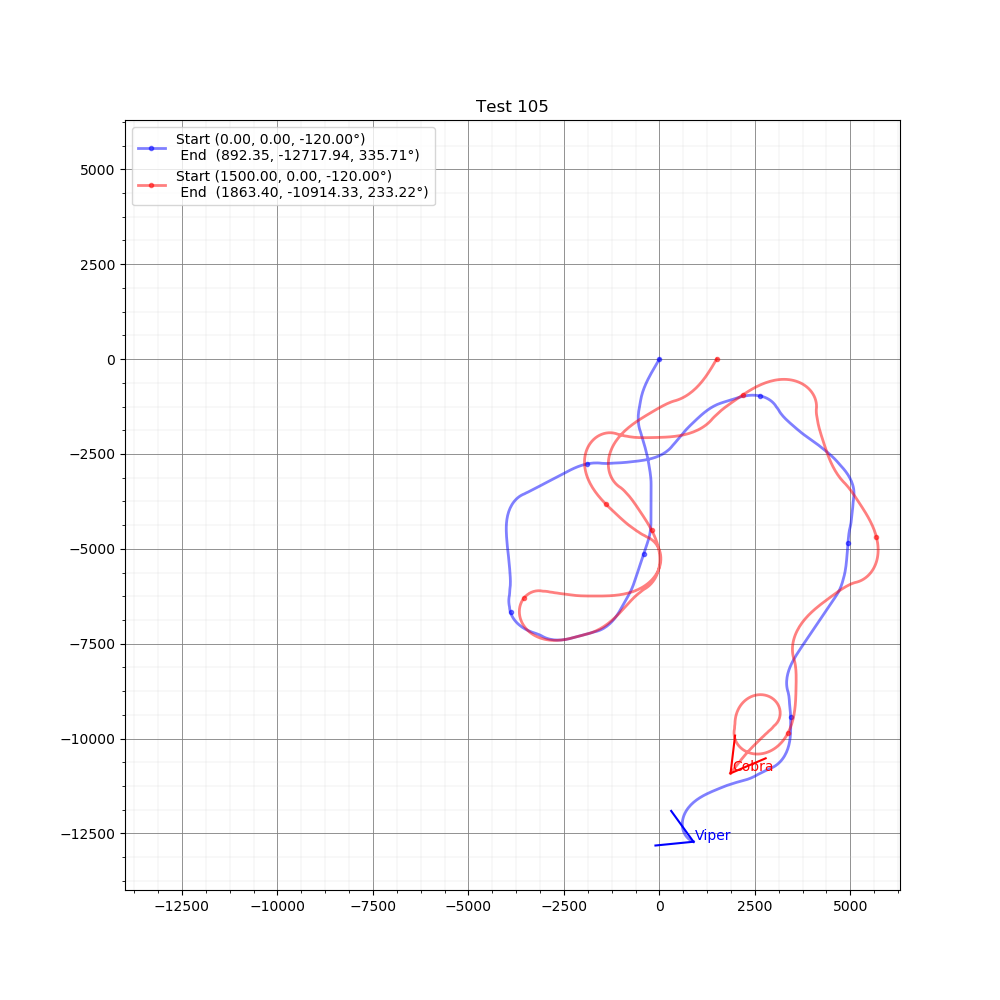 Test 105
Start (0.00, 0.00, -120.00°)
End  (892.35, -12717.94, 335.71°)
Start (1500.00, 0.00, -120.00°)
End  (1863.40, -10914.33, 233.22°)
5000
2500
0
−2500
−5000
−7500
−10000
−12500
Cobra
Viper
−12500 −10000 −7500 −5000 −2500 0 2500 5000